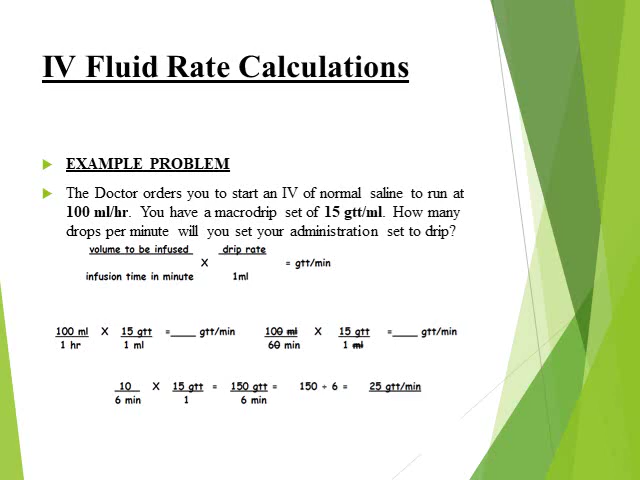 IV Fluid Rate Calculations
EXAMPLE PROBLEM
The Doctor orders you to start an IV of normal saline to run at
100 ml/hr. You have a macrodrip set of 15 gtt/ml. How many
drops per minute will you set your administration set to drip?
volume to be infused X drip rate = gtt/min
infusion time in minute 1ml
100 ml X 15 gtt =____ gtt/min 100 ml X 15 gtt =____ gtt/min
1 hr 1 ml 60 min 1 ml
10 X 15 gtt = 150 gtt = 150 ÷ 6 = 25 gtt/min
6 min 1 6 min